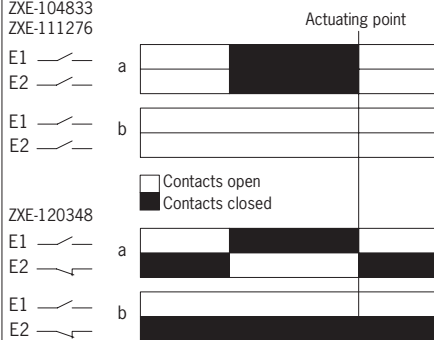 ZXE-104833
ZXE-111276
Actuating point
E1
a
E2
E1
b
E2
Contacts open
Contacts closed
ZXE-120348
E1
a
E2
E1
b
E2